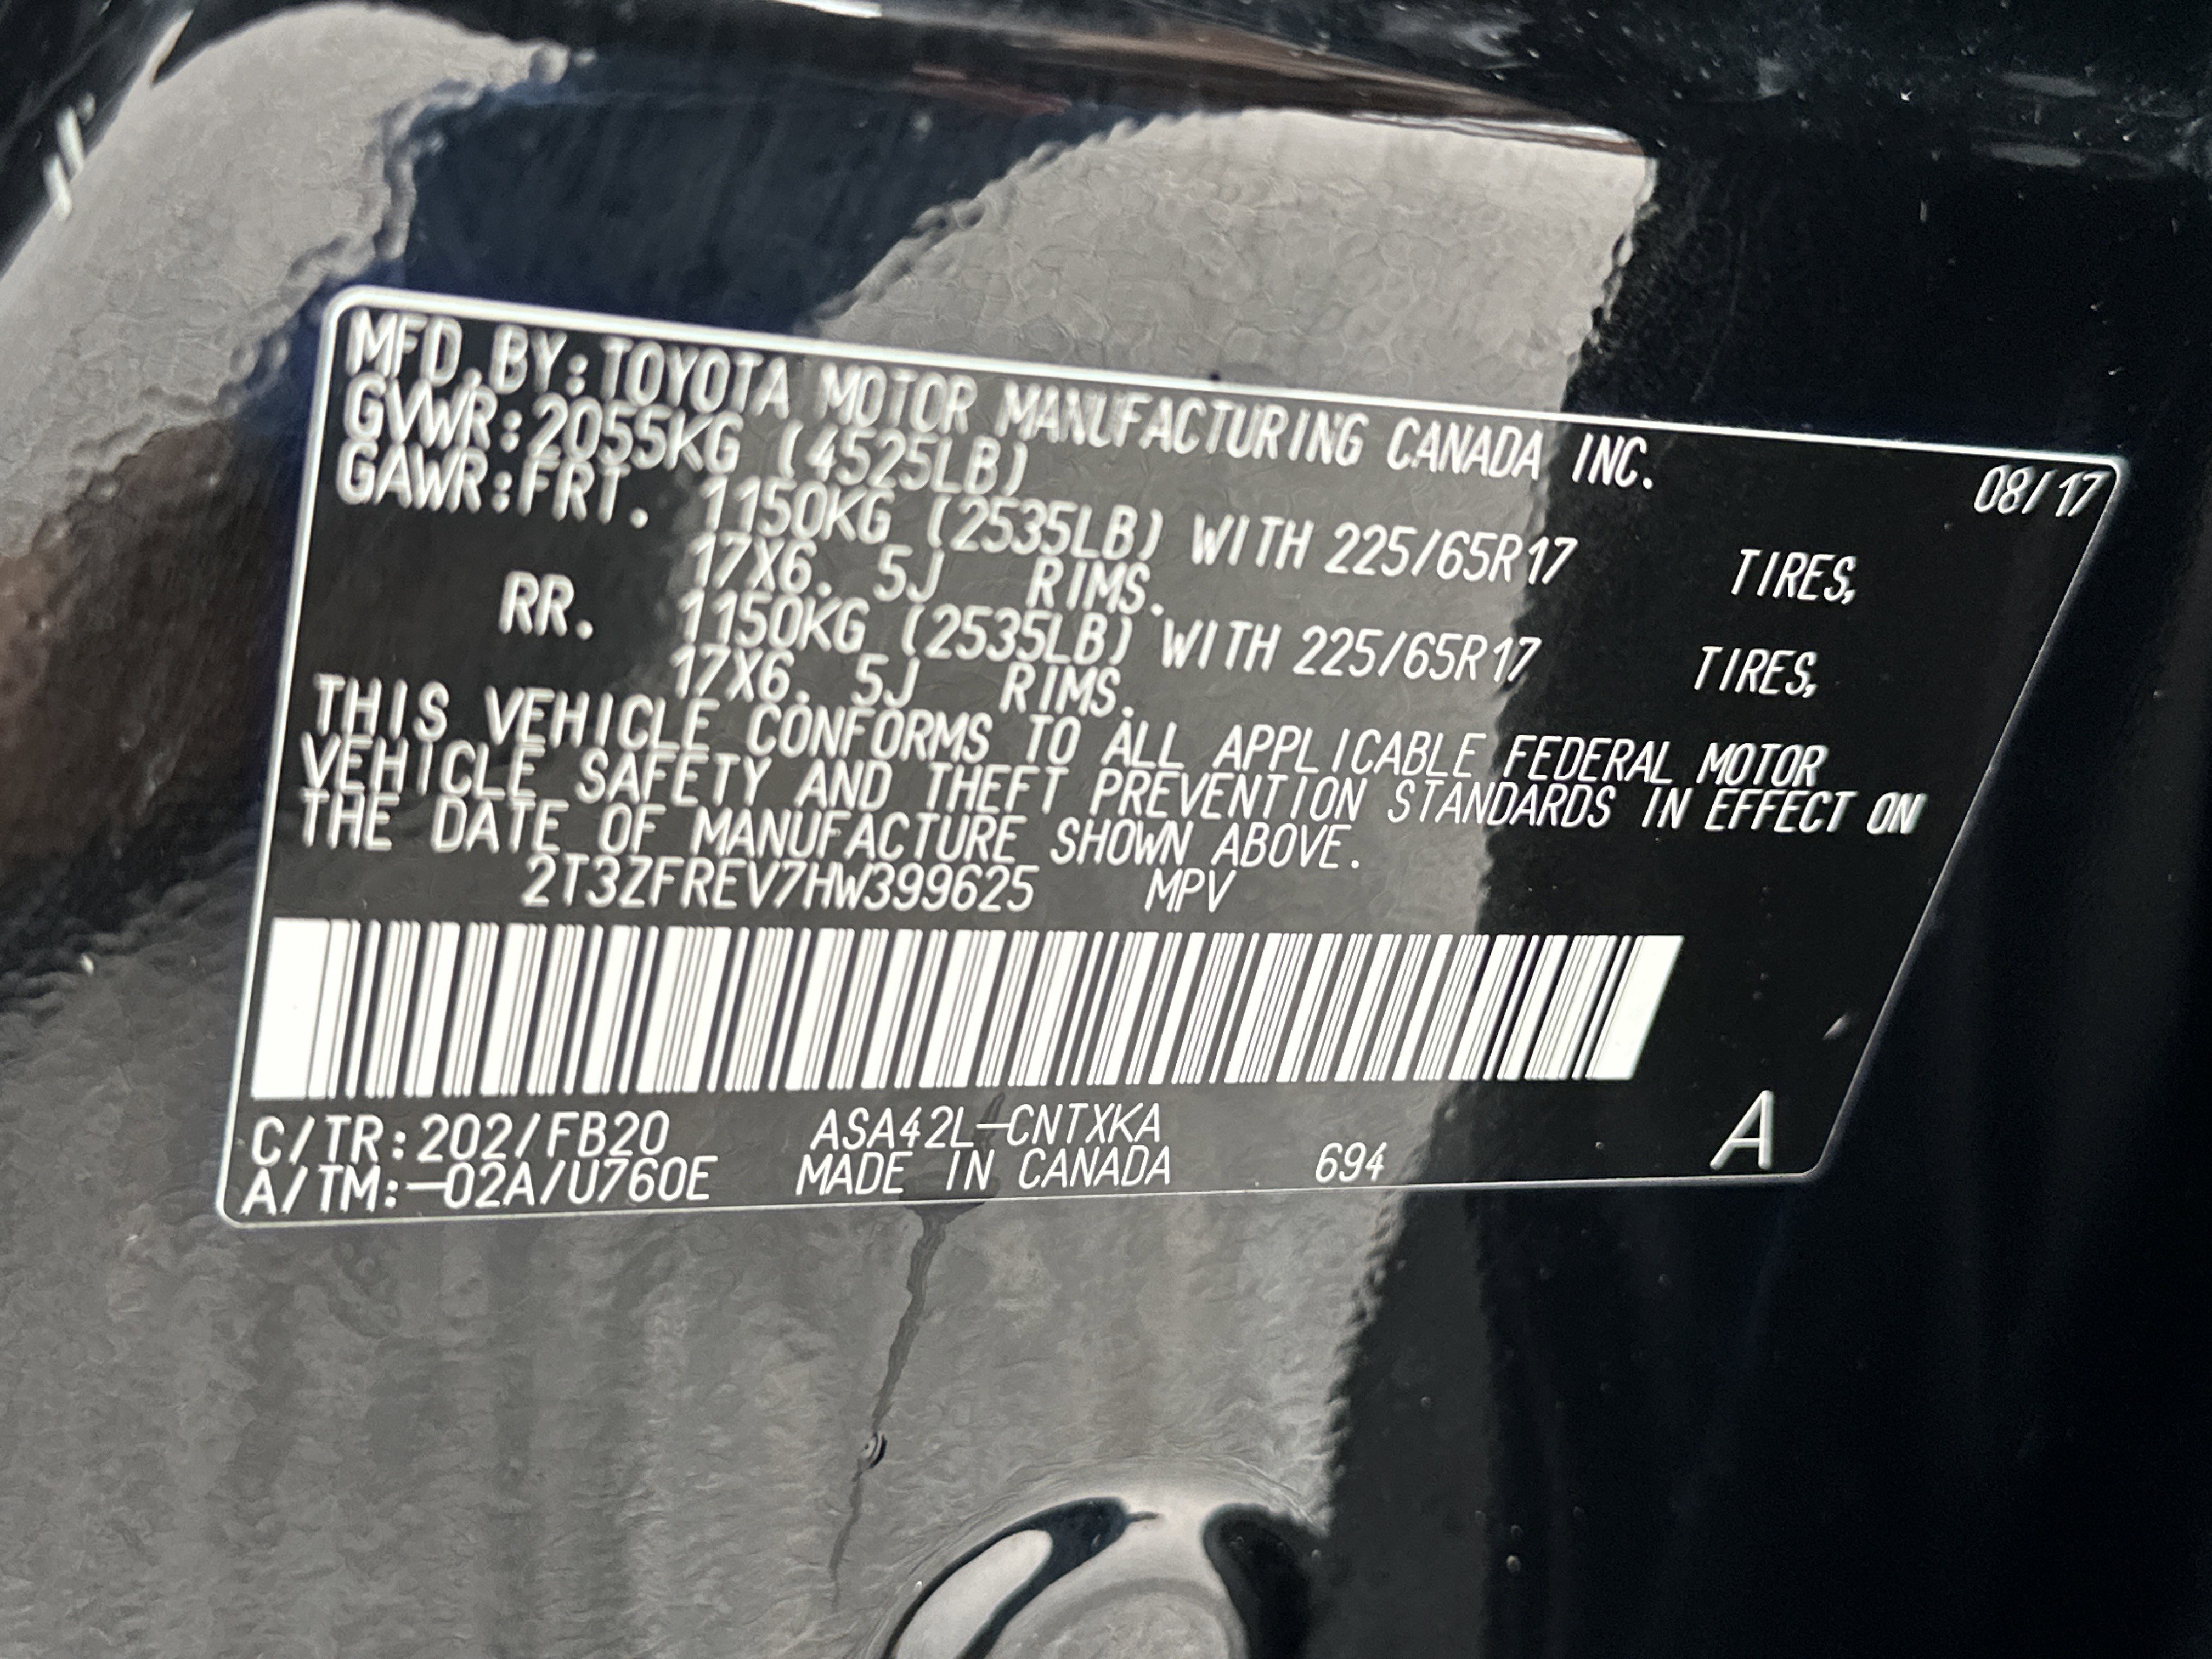 MFD.BY:TOYOTA MOTOR MANUFACTURING CANADA INC. 08/17
GVWR:2055KG (4525LB)
GAWR:FRT. 1150KG (2535LB) WITH 225/65R17 TIRES,
17X6. 5J RIMS.
RR. 1150KG (2535LB) WITH 225/65R17 TIRES,
17X6. 5J RIMS.
THIS VEHICLE CONFORMS TO ALL APPLICABLE FEDERAL MOTOR
VEHICLE SAFETY AND THEFT PREVENTION STANDARDS IN EFFECT ON
THE DATE OF MANUFACTURE SHOWN ABOVE.
2T3ZFREV7HW399625 MPV
C/TR:202/FB20 ASA42L-CNTXKA
A/TM:-02A/U760E MADE IN CANADA 694 A